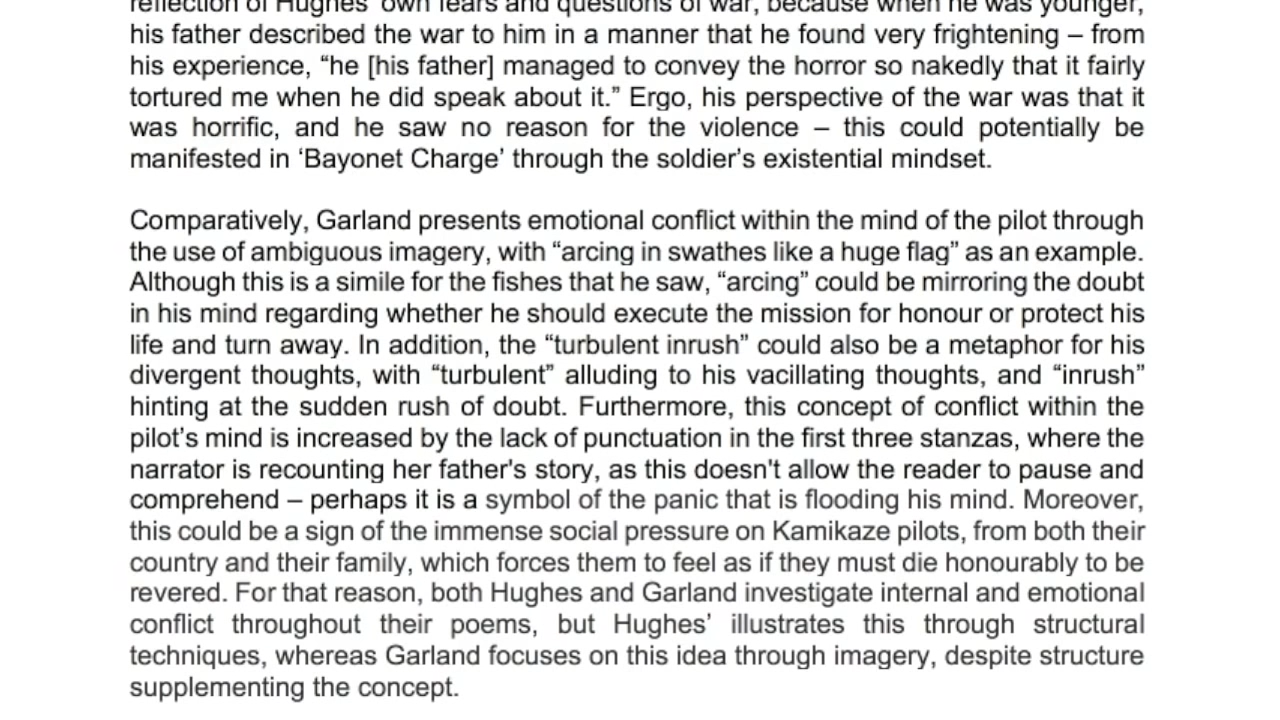 reflection of Hughes' own fears and questions of war, because when he was younger,
his father described the war to him in a manner that he found very frightening – from
his experience, “he [his father] managed to convey the horror so nakedly that it fairly
tortured me when he did speak about it.” Ergo, his perspective of the war was that it
was horrific, and he saw no reason for the violence – this could potentially be
manifested in ‘Bayonet Charge’ through the soldier’s existential mindset.

Comparatively, Garland presents emotional conflict within the mind of the pilot through
the use of ambiguous imagery, with “arcing in swathes like a huge flag” as an example.
Although this is a simile for the fishes that he saw, “arcing” could be mirroring the doubt
in his mind regarding whether he should execute the mission for honour or protect his
life and turn away. In addition, the “turbulent inrush” could also be a metaphor for his
divergent thoughts, with “turbulent” alluding to his vacillating thoughts, and “inrush”
hinting at the sudden rush of doubt. Furthermore, this concept of conflict within the
pilot’s mind is increased by the lack of punctuation in the first three stanzas, where the
narrator is recounting her father's story, as this doesn't allow the reader to pause and
comprehend – perhaps it is a symbol of the panic that is flooding his mind. Moreover,
this could be a sign of the immense social pressure on Kamikaze pilots, from both their
country and their family, which forces them to feel as if they must die honourably to be
revered. For that reason, both Hughes and Garland investigate internal and emotional
conflict throughout their poems, but Hughes’ illustrates this through structural
techniques, whereas Garland focuses on this idea through imagery, despite structure
supplementing the concept.